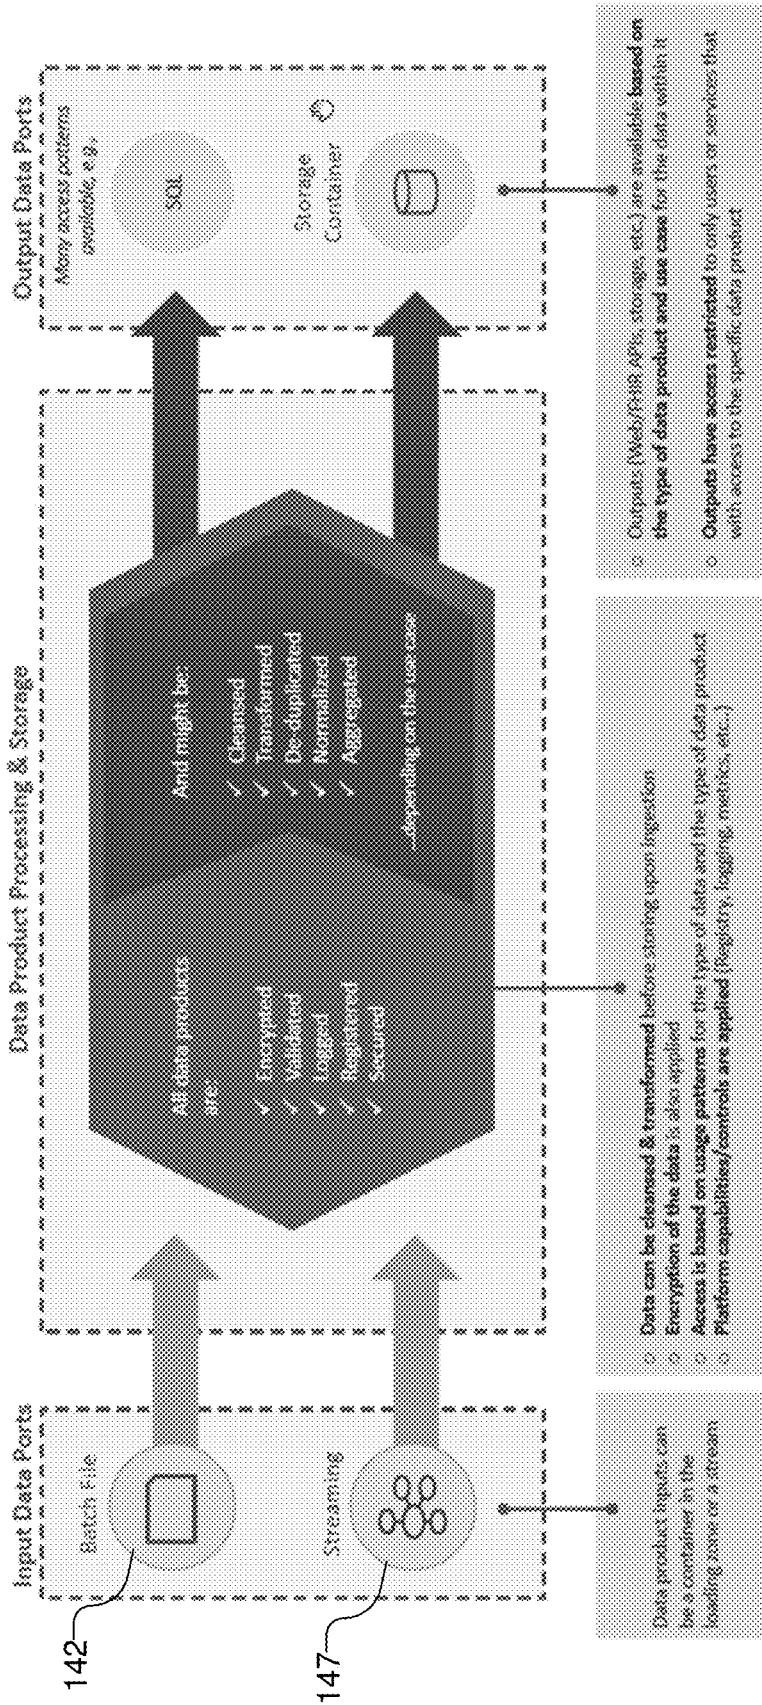 Input Data Ports
Batch File
142
Streaming
147
Data product inputs can
be a container in the
loading zone or a stream
Data Product Processing & Storage
All data products
are:
✓ Encrypted
✓ Validated
✓ Logged
✓ Registered
✓ Secured
And might be:
✓ Cleansed
✓ Transformed
✓ De-duplicated
✓ Normalized
✓ Aggregated
...depending on the use case
○ Data can be cleansed & transformed before storing upon ingestion
○ Encryption of the data is also applied
○ Access is based on usage patterns for the type of data and the type of data product
○ Platform capabilities/controls are applied (Registry, logging, metrics, etc..)
Output Data Ports
Many access patterns
available, e.g.
SQL
Storage
Container
○ Outputs (Web/FHIR APIs, storage, etc.) are available based on
the type of data product and use case for the data within it
○ Outputs have access restricted to only users or services that
with access to the specific data product